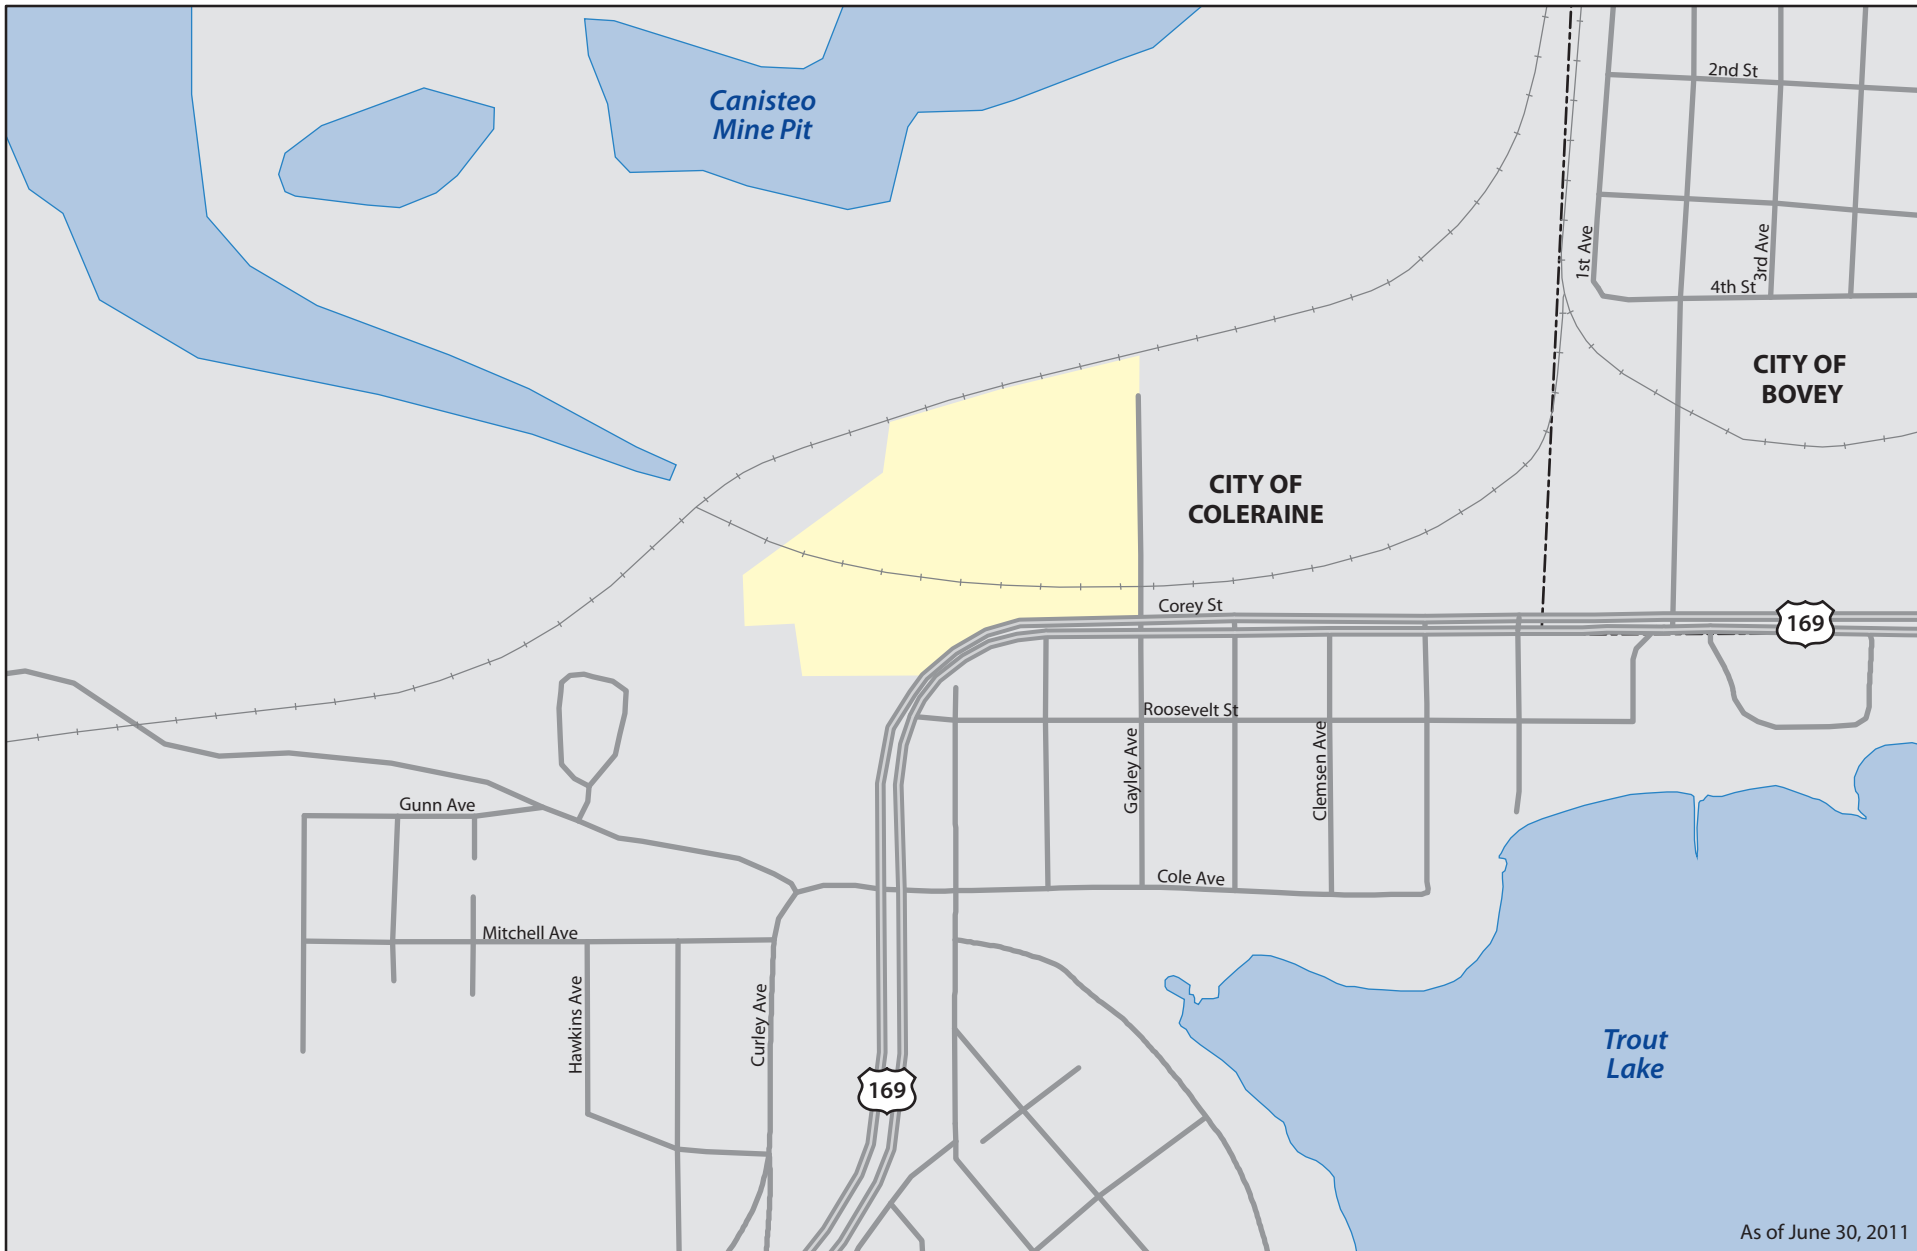 2nd St
Canisteo
Mine Pit
1st Ave
3rd Ave
4th St
CITY OF
BOVEY
CITY OF
COLERAINE
Corey St
169
Roosevelt St
Gayley Ave
Clemsen Ave
Gunn Ave
Cole Ave
Mitchell Ave
Hawkins Ave
Curley Ave
Trout
Lake
169
As of June 30, 2011